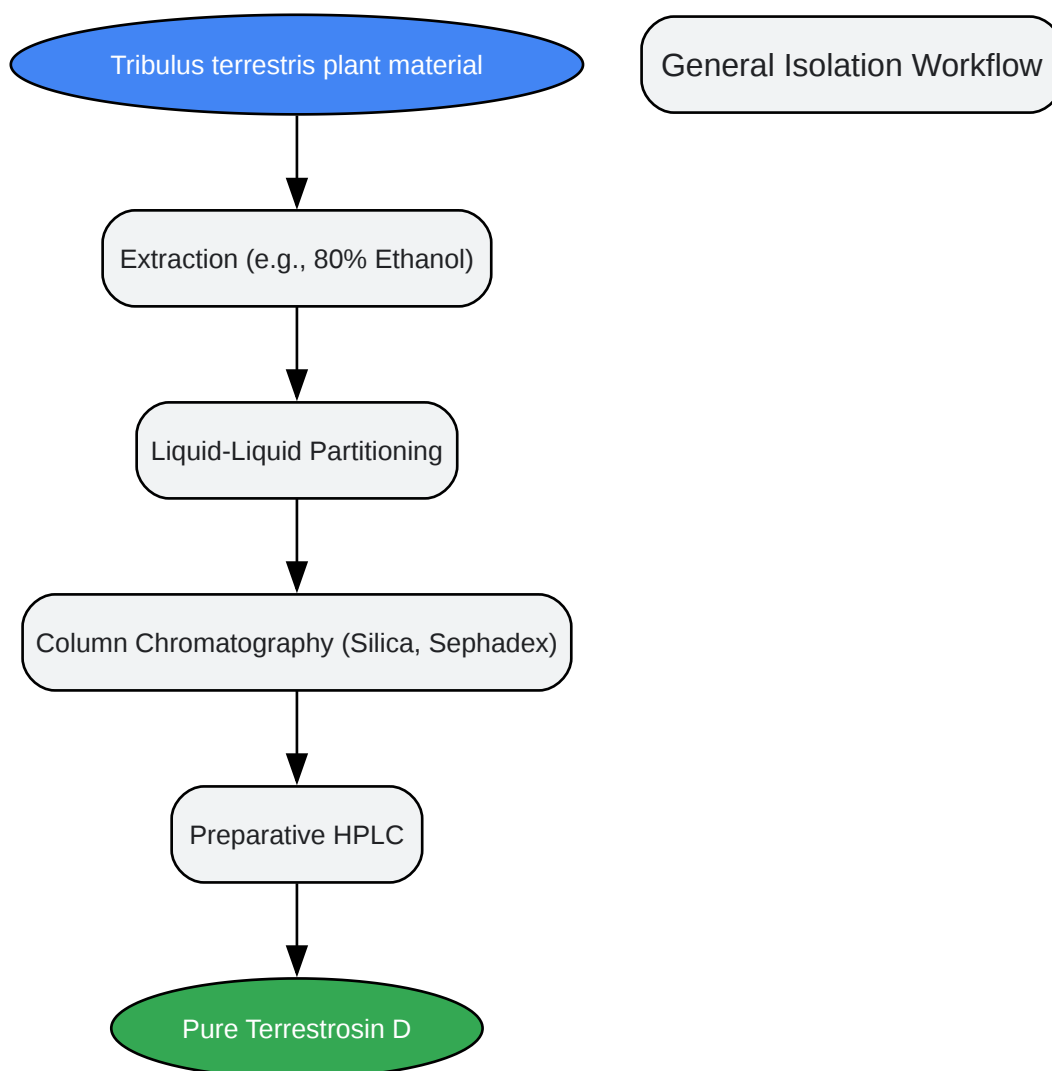 Tribulus terrestris plant material
General Isolation Workflow
Extraction (e.g., 80% Ethanol)
Liquid-Liquid Partitioning
Column Chromatography (Silica, Sephadex)
Preparative HPLC
Pure Terrestrosin D